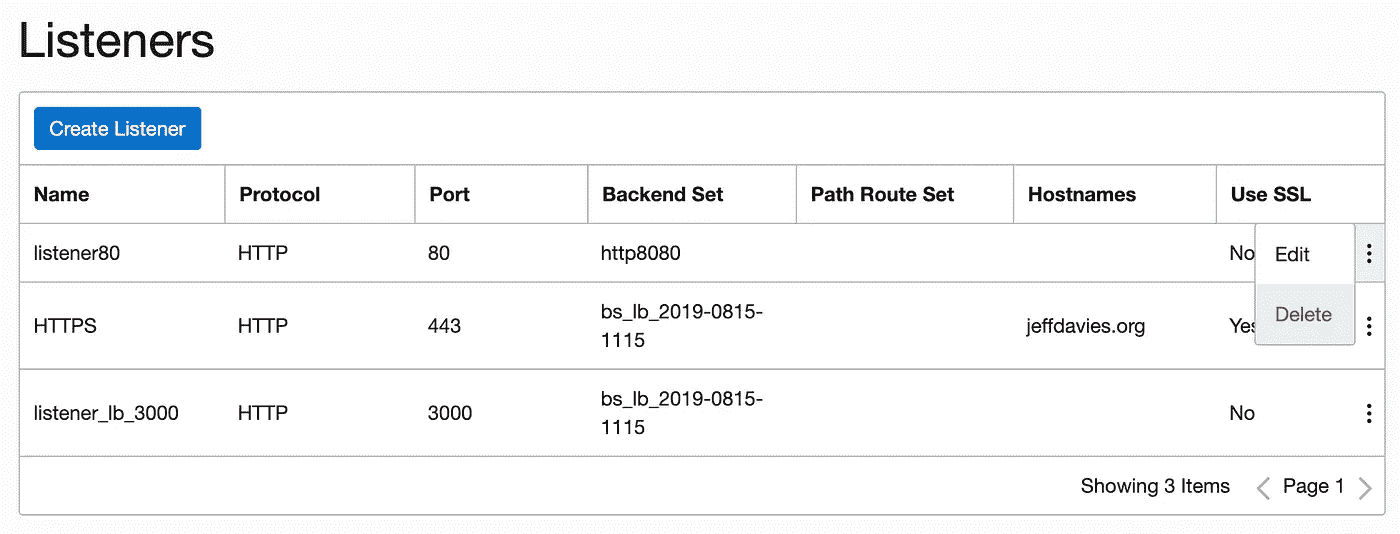 Listeners
Create Listener
Name Protocol Port Backend Set Path Route Set Hostnames Use SSL
listener80 HTTP 80 http8080 No
Edit
Delete
HTTPS HTTP 443 bs_lb_2019-0815-
1115 jeffdavies.org Yes
listener_lb_3000 HTTP 3000 bs_lb_2019-0815-
1115 No
Showing 3 Items Page 1